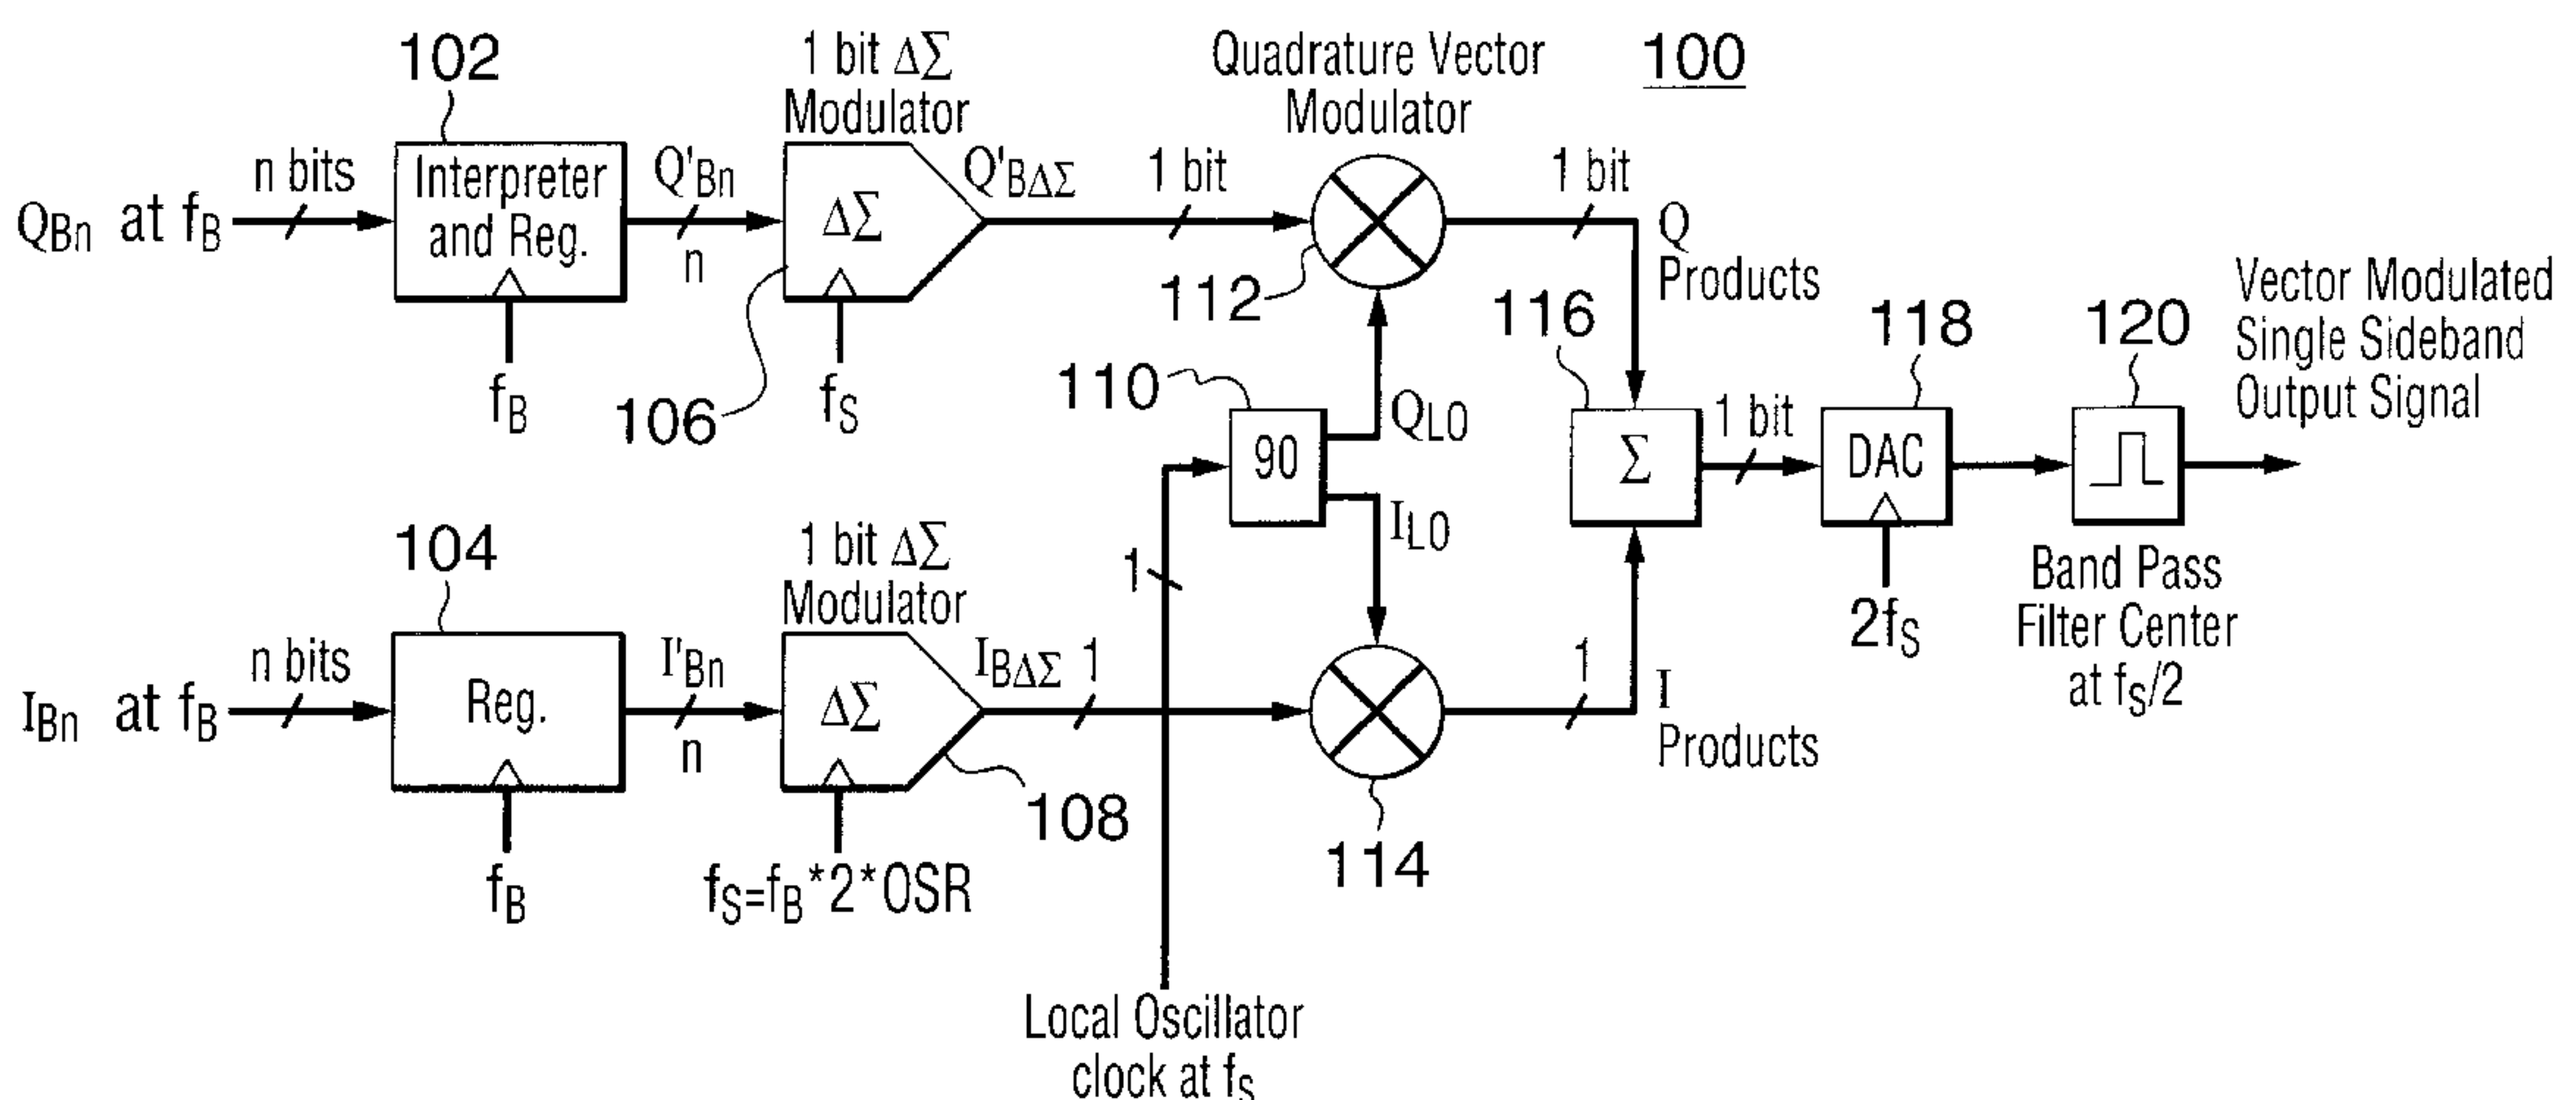 100
102
1 bit ΔΣ
Modulator
Quadrature Vector
Modulator
n bits
QBn at fB
Interpreter
and Reg.
fB
Q'Bn
n
ΔΣ
106
fS
Q'BΔΣ
1 bit
112
1 bit
Q
Products
110
90
QLO
ILO
116
Σ
1 bit
118
DAC
2fS
120
Vector Modulated
Single Sideband
Output Signal
Band Pass
Filter Center
at fS/2
104
1 bit ΔΣ
Modulator
n bits
IBn at fB
Reg.
fB
I'Bn
n
ΔΣ
108
fS=fB*2*OSR
IBΔΣ
1
1
114
1
I
Products
Local Oscillator
clock at fS